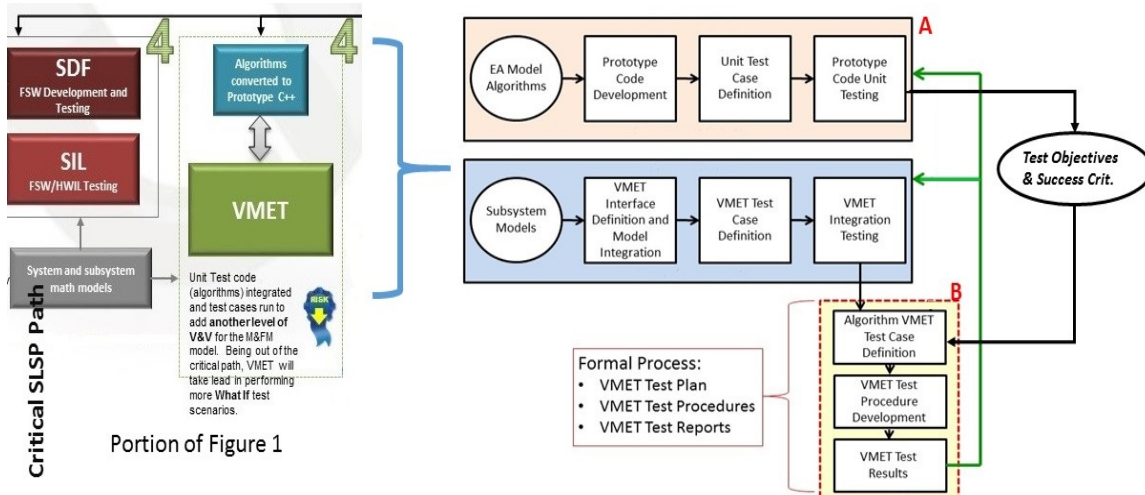 SDF
FSW Development and
Testing
4
SIL
FSW/HWIL Testing
System and subsystem
math models
Critical SLSP Path
4
Algorithms
converted to
Prototype C++
VMET
Unit Test code
(algorithms) integrated
and test cases run to
add another level of
V&V for the M&FM
model. Being out of the
critical path, VMET will
take lead in performing
more What If test
scenarios.
RISK
Portion of Figure 1
A
EA Model
Algorithms
Prototype
Code
Development
Unit Test
Case
Definition
Prototype
Code Unit
Testing
Test Objectives
& Success Crit.
Subsystem
Models
VMET
Interface
Definition and
Model
Integration
VMET Test
Case
Definition
VMET
Integration
Testing
B
Algorithm VMET
Test Case
Definition
VMET Test
Procedure
Development
VMET Test
Results
Formal Process:
• VMET Test Plan
• VMET Test Procedures
• VMET Test Reports